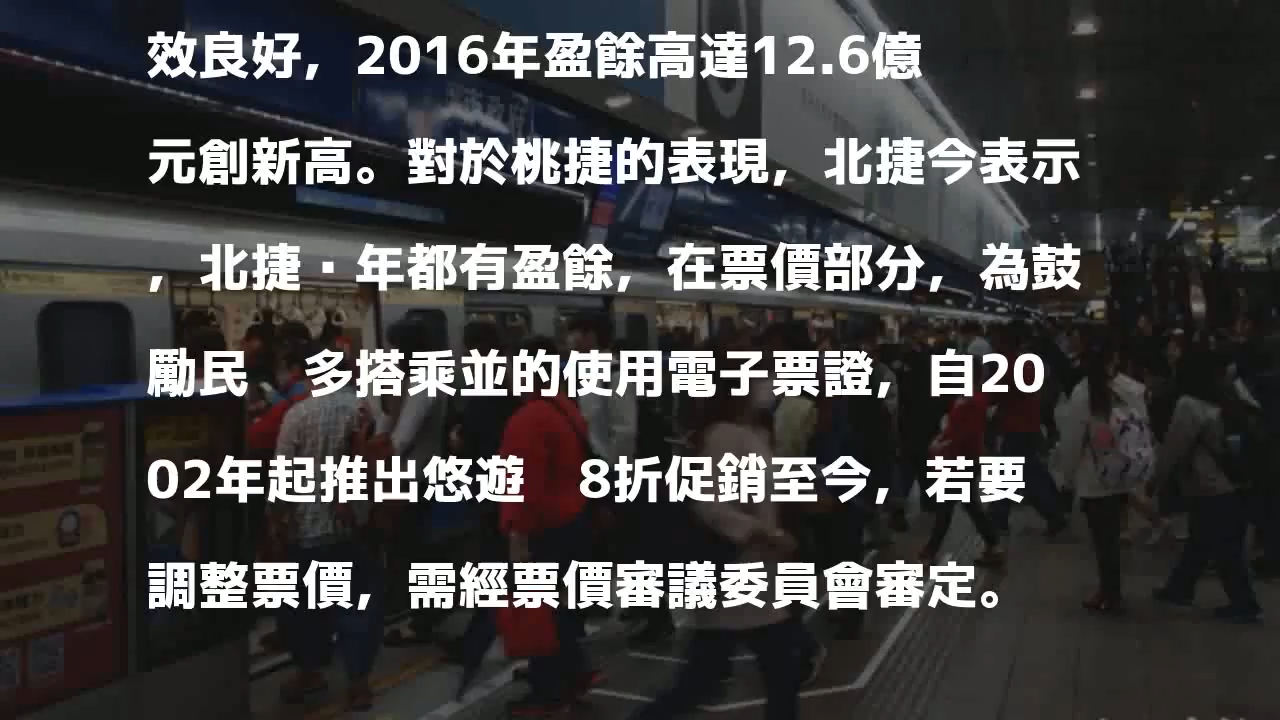 效良好，2016年盈餘高達12.6億
元創新高。對於桃捷的表現，北捷今表示
，北捷·年都有盈餘，在票價部分，為鼓
勵民　多搭乘並的使用電子票證，自20
02年起推出悠遊　8折促銷至今，若要
調整票價，需經票價審議委員會審定。